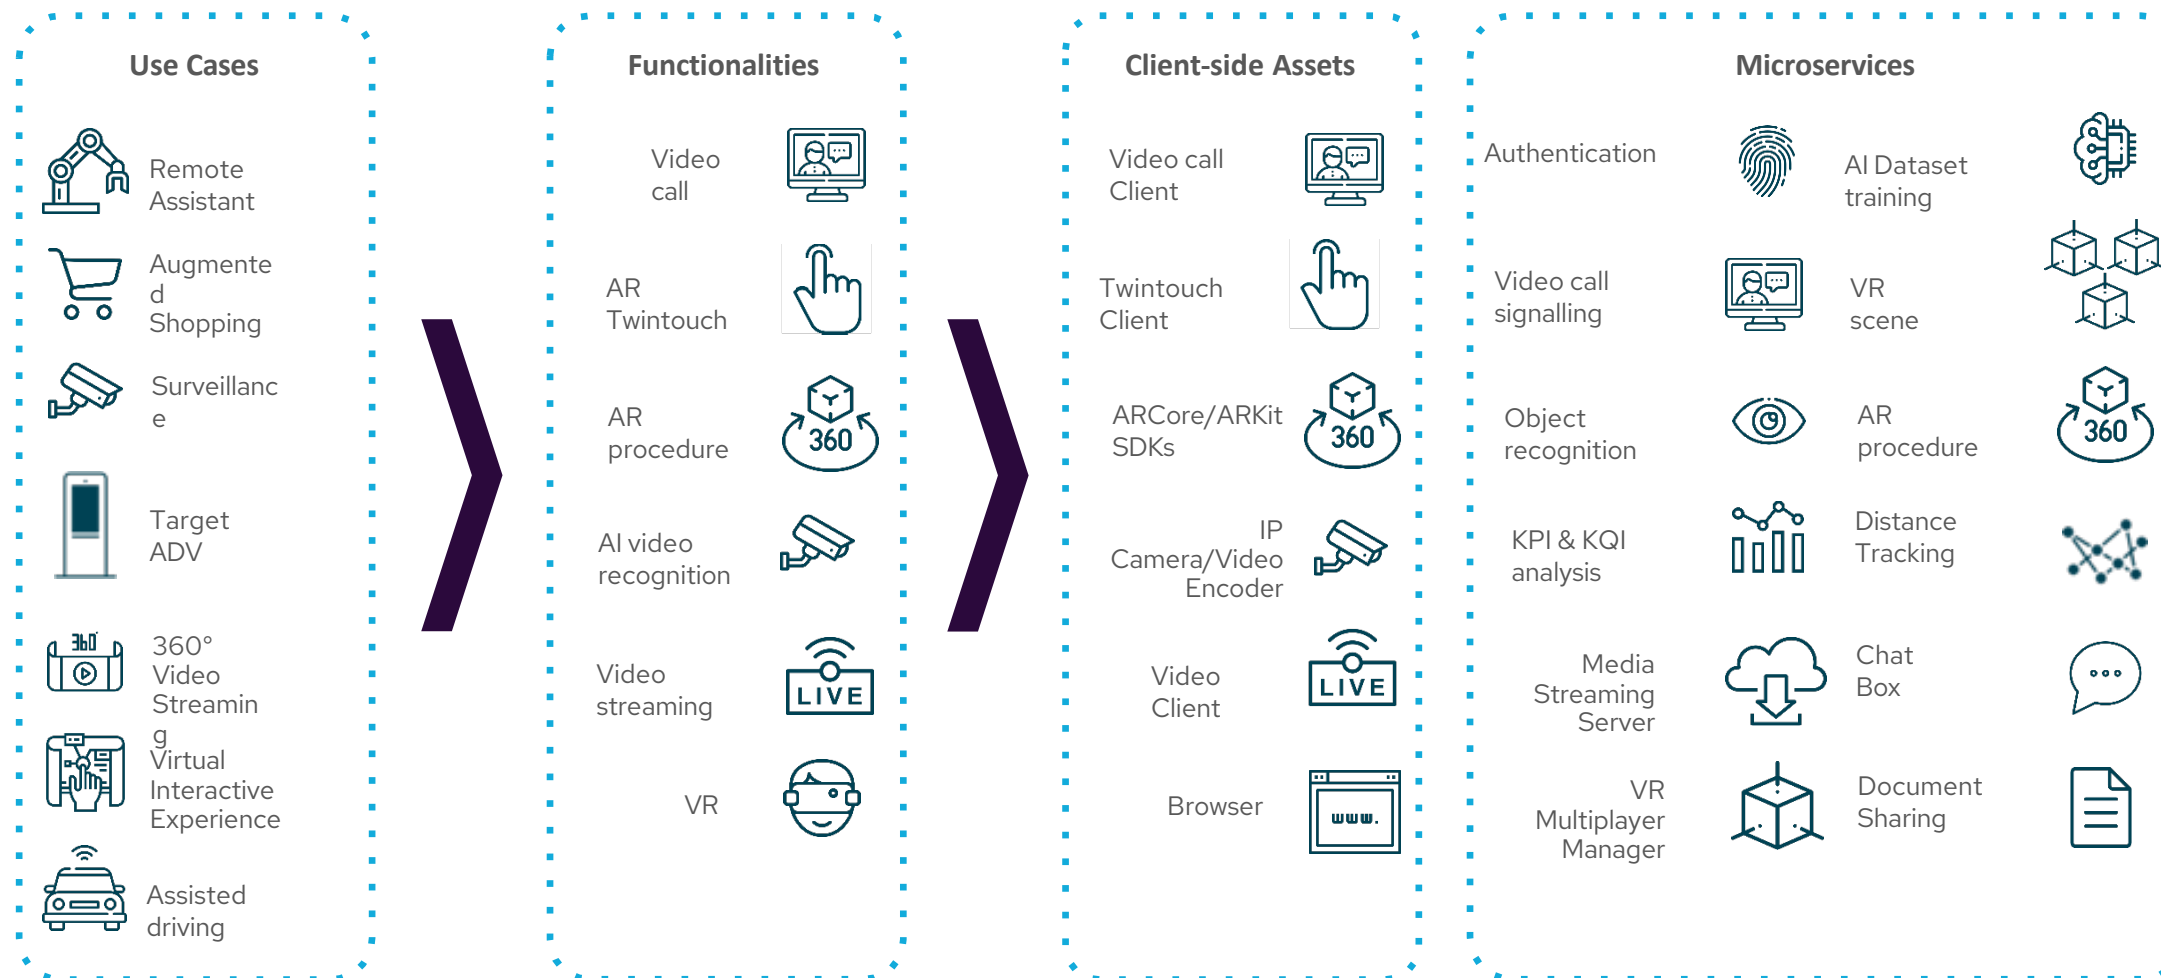 Use Cases
Remote
Assistant
Augmente
d
Shopping
Surveillanc
e
Target
ADV
360
360°
Video
Streamin
g
Virtual
Interactive
Experience
Assisted
driving
Functionalities
Video
call
AR
Twintouch
AR
procedure
360
AI video
recognition
Video
streaming
LIVE
VR
Client-side Assets
Video call
Client
Twintouch
Client
ARCore/ARKit
SDKs
360
IP
Camera/Video
Encoder
Video
Client
LIVE
Browser
www.
Microservices
Authentication
Video call
signalling
Object
recognition
KPI & KQI
analysis
Media
Streaming
Server
VR
Multiplayer
Manager
AI Dataset
training
VR
scene
AR
procedure
360
Distance
Tracking
Chat
Box
Document
Sharing